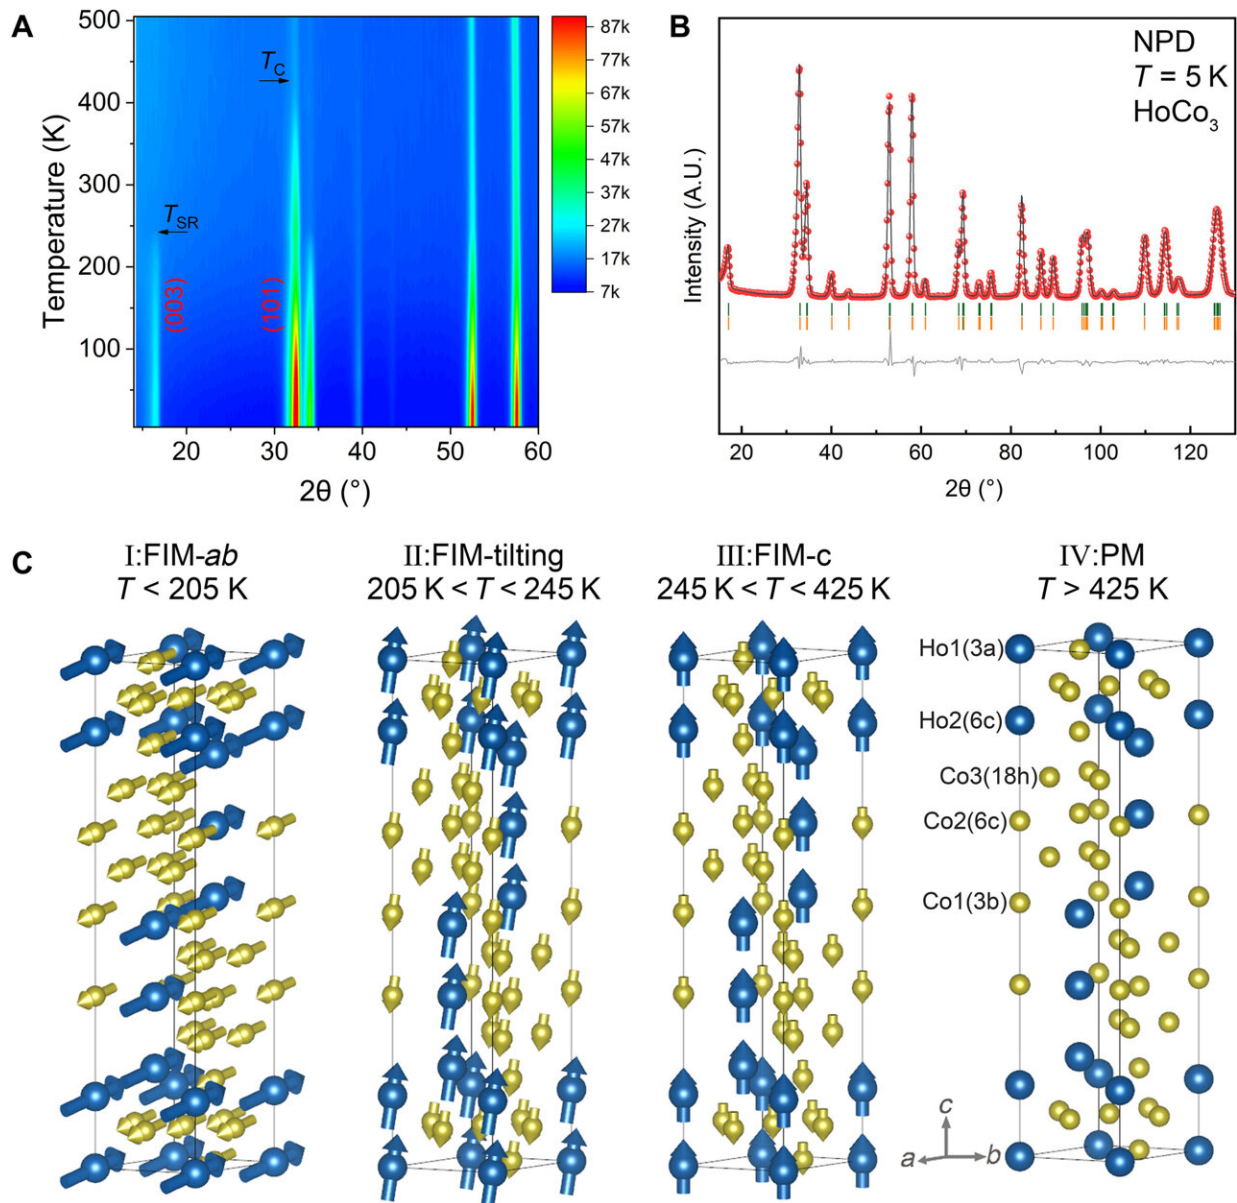 A
Temperature (K)
500
400
300
200
100
T_C
T_SR
(003)
(101)
20
30
40
50
60
2θ (°)
87k
77k
67k
57k
47k
37k
27k
17k
7k
B
Intensity (A.U.)
NPD
T = 5 K
HoCo₃
20
40
60
80
100
120
2θ (°)
C
I:FIM-ab
T < 205 K
II:FIM-tilting
205 K < T < 245 K
III:FIM-c
245 K < T < 425 K
IV:PM
T > 425 K
Ho1(3a)
Ho2(6c)
Co3(18h)
Co2(6c)
Co1(3b)
c
a
b